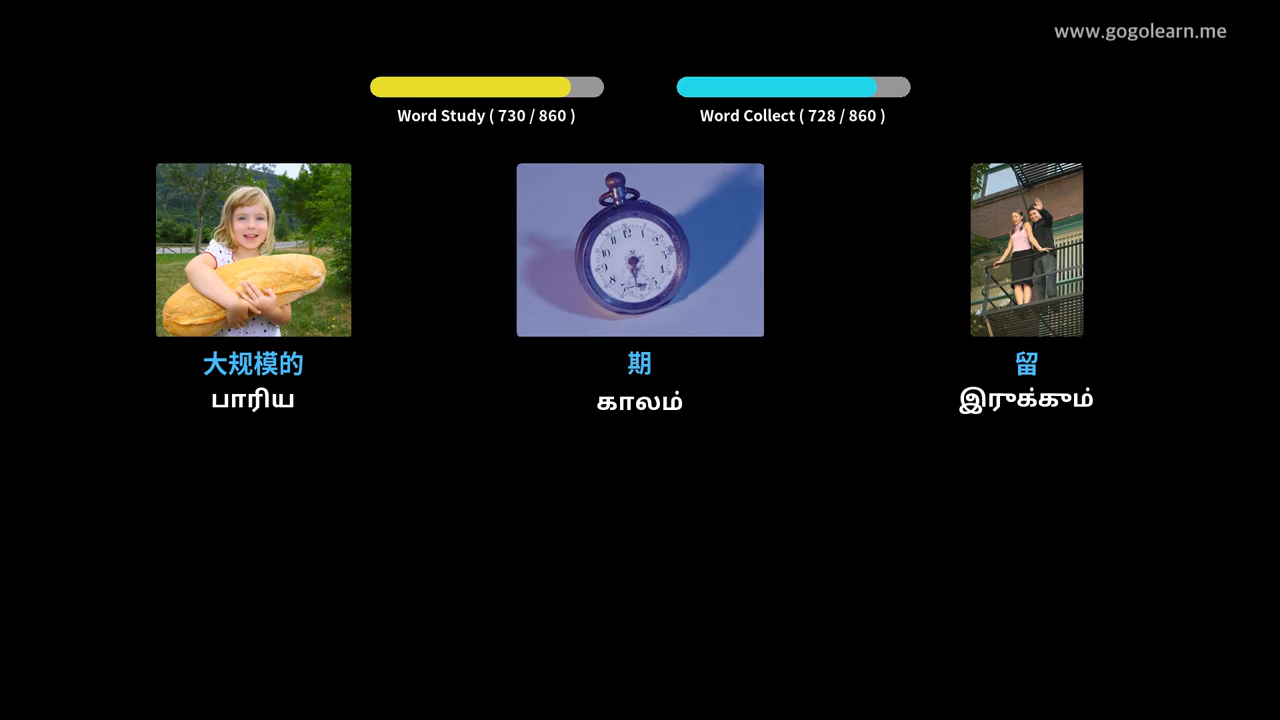 www.gogolearn.me
Word Study ( 730 / 860 )
Word Collect ( 728 / 860 )
大规模的
பாரிய
期
காலம்
留
இருக்கும்